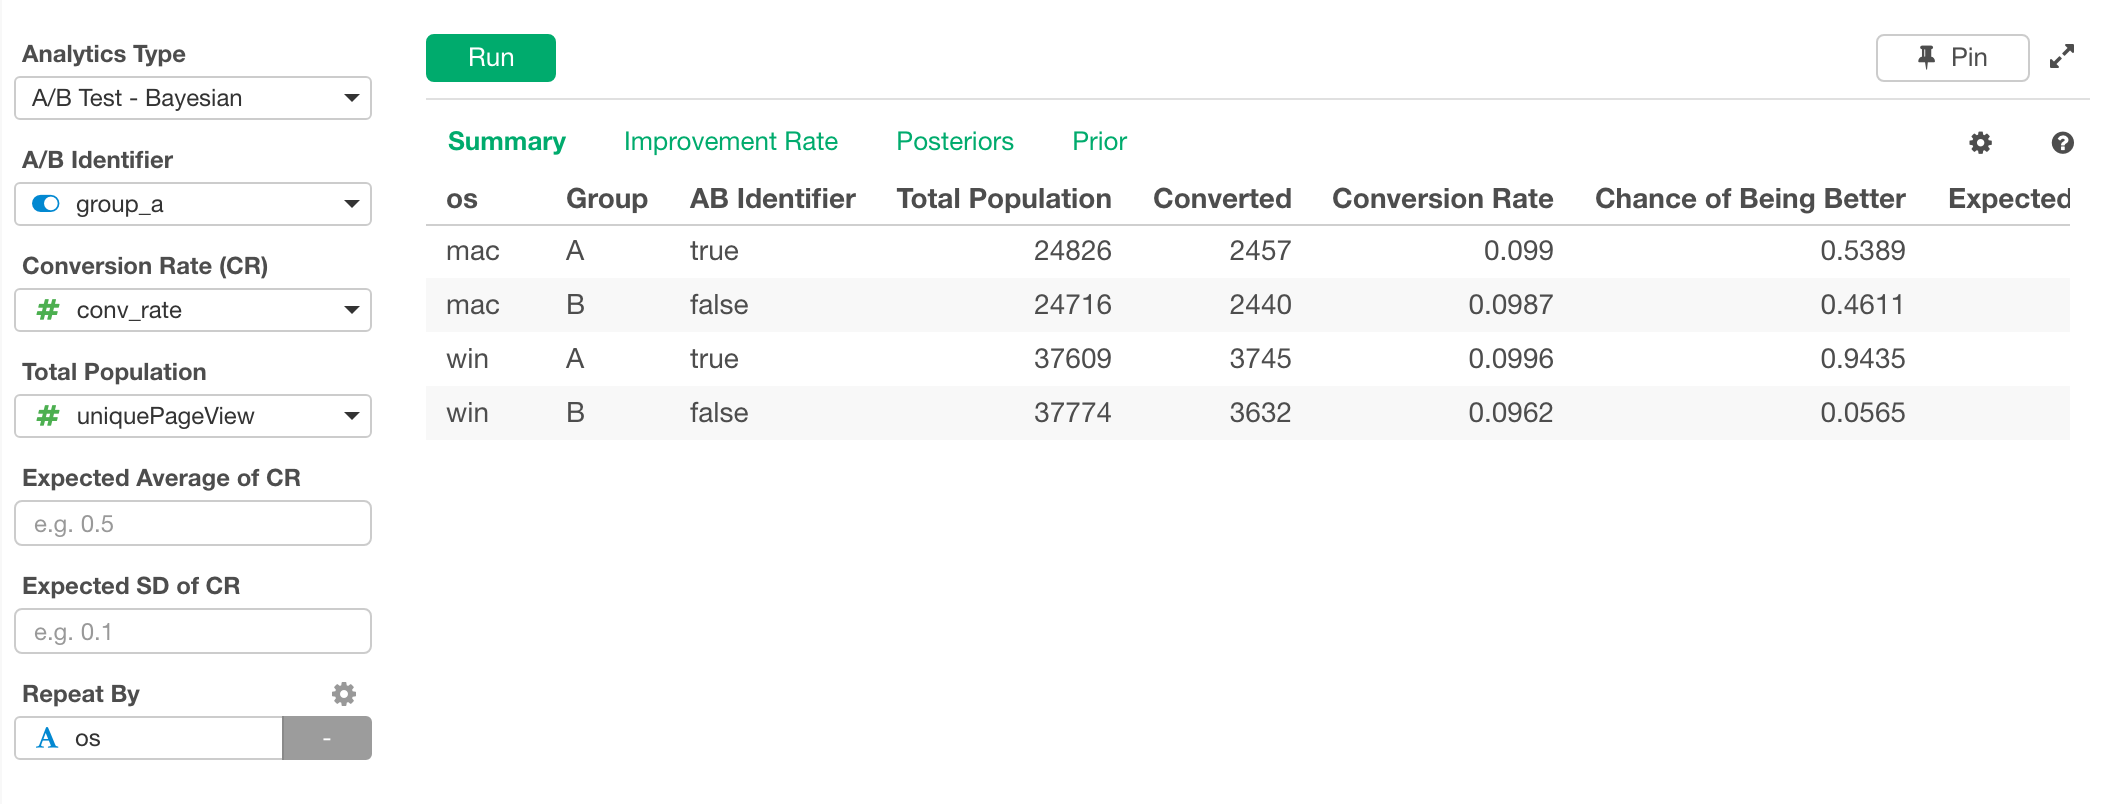 Analytics Type
A/B Test - Bayesian
A/B Identifier
group_a
Conversion Rate (CR)
# conv_rate
Total Population
# uniquePageView
Expected Average of CR
e.g. 0.5
Expected SD of CR
e.g. 0.1
Repeat By
A os -
Run Pin
Summary Improvement Rate Posteriors Prior ?
os Group AB Identifier Total Population Converted Conversion Rate Chance of Being Better Expected
mac A true 24826 2457 0.099 0.5389
mac B false 24716 2440 0.0987 0.4611
win A true 37609 3745 0.0996 0.9435
win B false 37774 3632 0.0962 0.0565